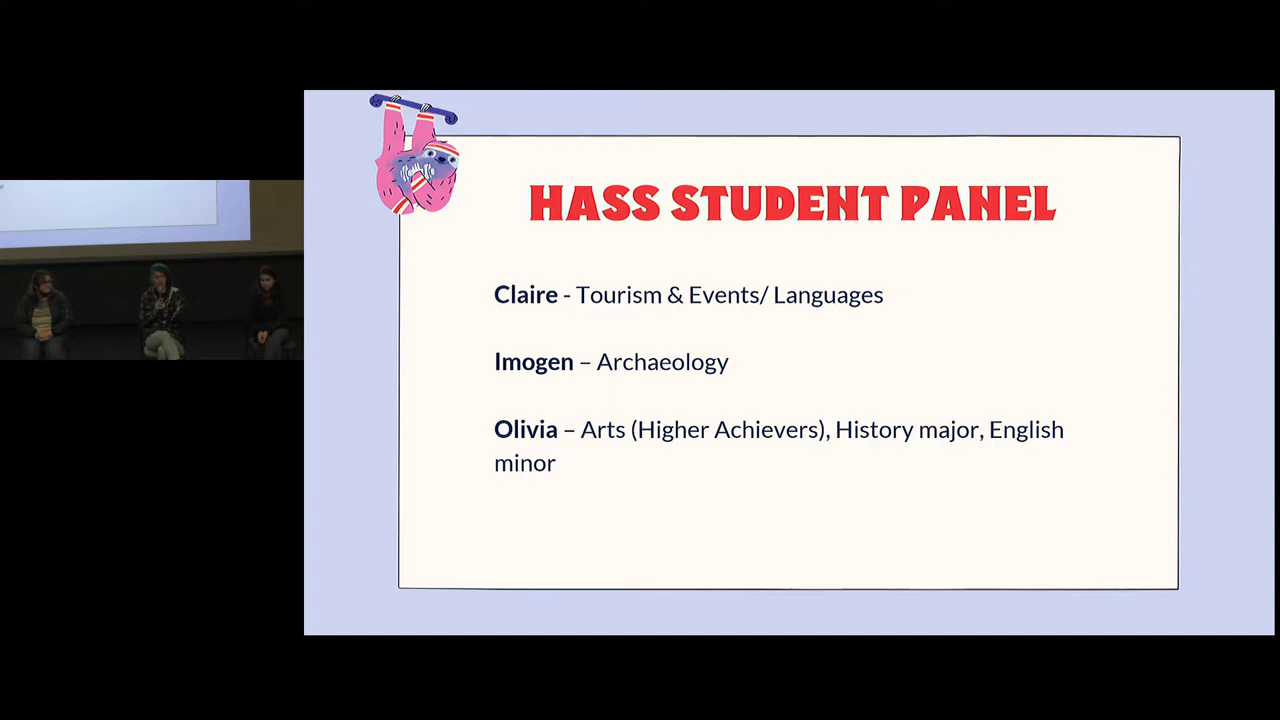 HASS STUDENT PANEL
Claire - Tourism & Events/ Languages
Imogen – Archaeology
Olivia – Arts (Higher Achievers), History major, English
minor